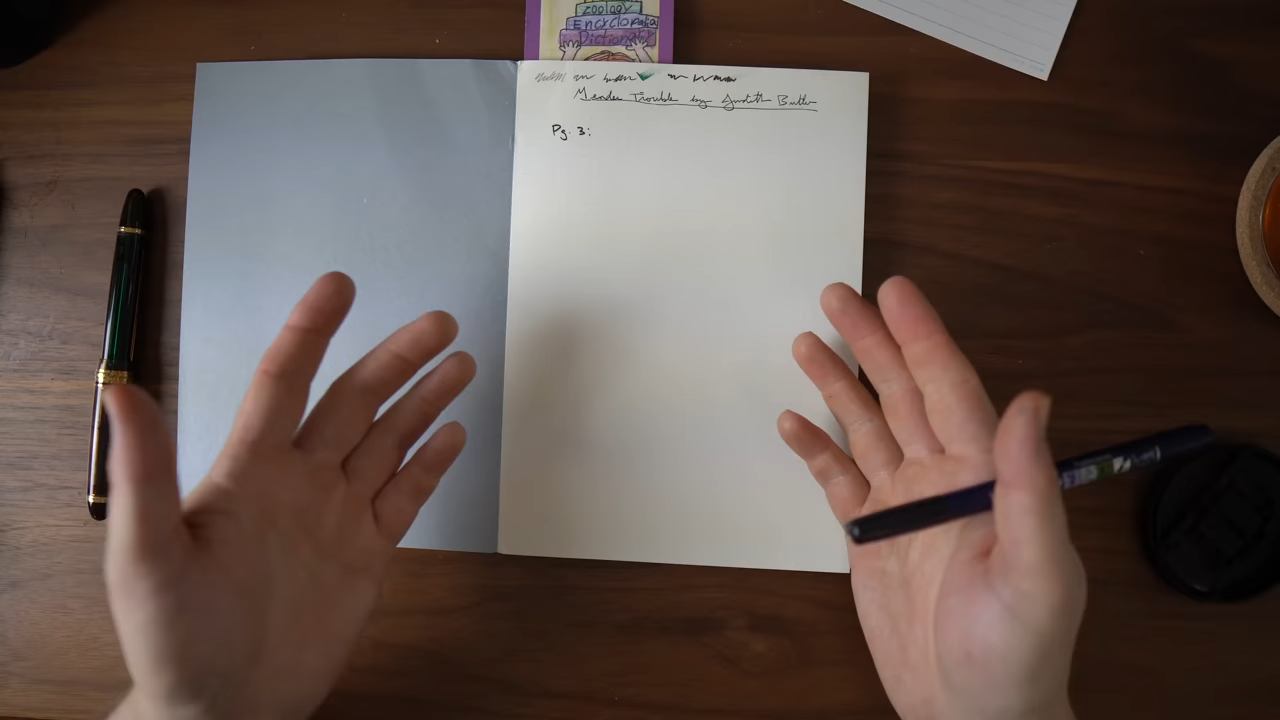 Zoology
Encyclopedia
Dictionary
Gender Trouble by Judith Butler
Pg. 3: